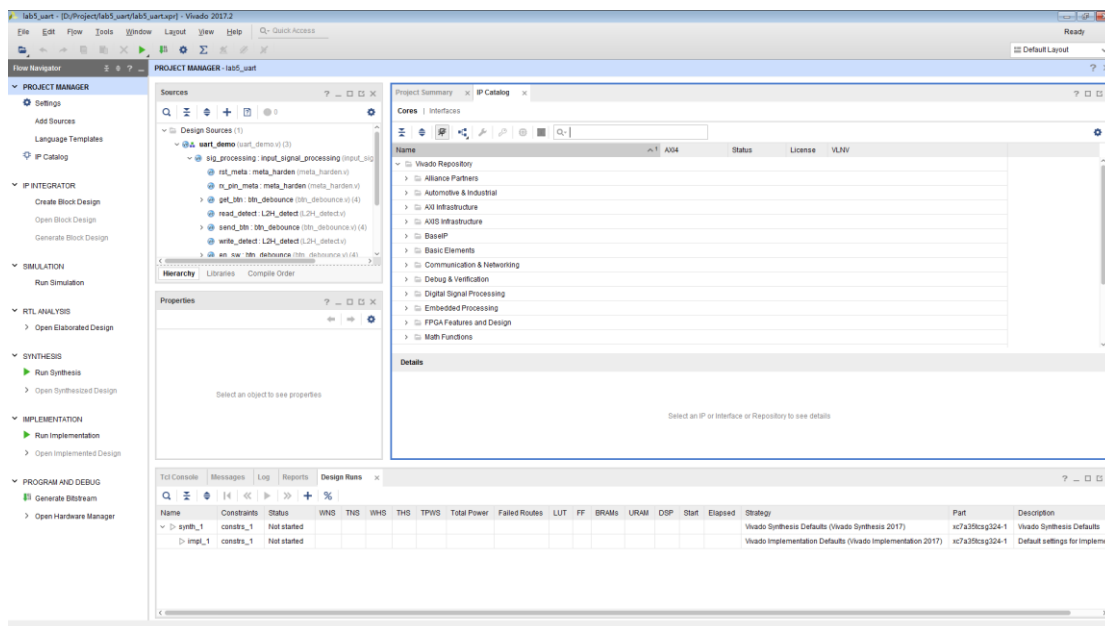 lab5_uart - [D:/Project/lab5_uart/lab5_uart.xpr] - Vivado 2017.2
File Edit Flow Tools Window Layout View Help Quick Access
Ready
Default Layout
Flow Navigator
PROJECT MANAGER - lab5_uart
PROJECT MANAGER
Settings
Add Sources
Language Templates
IP Catalog
IP INTEGRATOR
Create Block Design
Open Block Design
Generate Block Design
SIMULATION
Run Simulation
RTL ANALYSIS
Open Elaborated Design
SYNTHESIS
Run Synthesis
Open Synthesized Design
IMPLEMENTATION
Run Implementation
Open Implemented Design
PROGRAM AND DEBUG
Generate Bitstream
Open Hardware Manager
Sources
Design Sources (1)
uart_demo (uart_demo.v) (3)
sig_processing : input_signal_processing (input_sig
rst_meta : meta_harden (meta_harden.v)
rx_pin_meta : meta_harden (meta_harden.v)
get_btn : btn_debounce (btn_debounce.v) (4)
read_detect : L2H_detect (L2H_detect.v)
send_btn : btn_debounce (btn_debounce.v) (4)
write_detect : L2H_detect (L2H_detect.v)
en_sw : btn_debounce (btn_debounce.v) (4)
Hierarchy Libraries Compile Order
Properties
Select an object to see properties
Project Summary IP Catalog
Cores | Interfaces
Name AXI4 Status License VLNV
Vivado Repository
Alliance Partners
Automotive & Industrial
AXI Infrastructure
AXIS Infrastructure
BaseIP
Basic Elements
Communication & Networking
Debug & Verification
Digital Signal Processing
Embedded Processing
FPGA Features and Design
Math Functions
Details
Select an IP or Interface or Repository to see details
Tcl Console Messages Log Reports Design Runs
Name Constraints Status WNS TNS WHS THS TPWS Total Power Failed Routes LUT FF BRAMs URAM DSP Start Elapsed Strategy Part Description
synth_1 constrs_1 Not started Vivado Synthesis Defaults (Vivado Synthesis 2017) xc7a35tcsg324-1 Vivado Synthesis Defaults
impl_1 constrs_1 Not started Vivado Implementation Defaults (Vivado Implementation 2017) xc7a35tcsg324-1 Default settings for Impleme